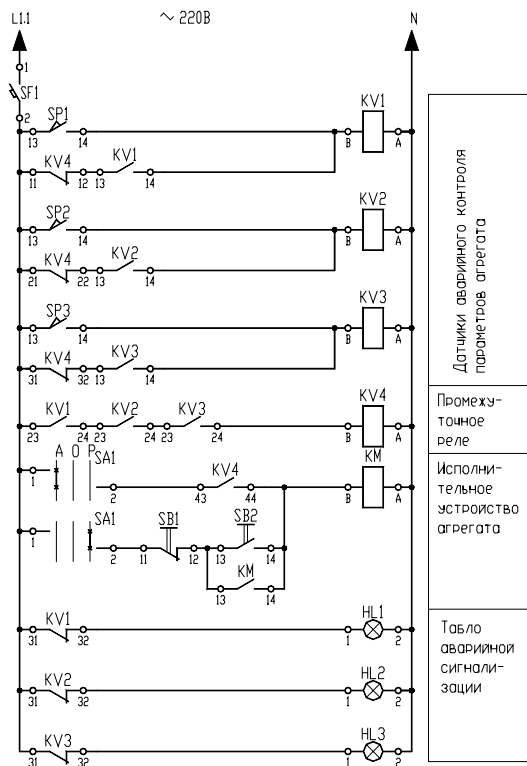 L1.1 ~ 220В N
1
SF1
2
SP1 KV1
13 14 B A
KV4 KV1
11 12 13 14
SP2 KV2
13 14 B A
KV4 KV2
21 22 13 14
SP3 KV3
13 14 B A
KV4 KV3
31 32 13 14
Датчики аварийного контроля
параметров агрегата
KV1 KV2 KV3 KV4
23 24 23 24 23 24 B A
Промежу-
точное
реле
A O P SA1 KV4 KM
1 2 43 44 B A
SA1 SB1 SB2
1 2 11 12 13 14
KM
13 14
Исполни-
тельное
устройство
агрегата
KV1 HL1
31 32 1 2
KV2 HL2
31 32 1 2
KV3 HL3
31 32 1 2
Табло
аварийной
сигнали-
зации